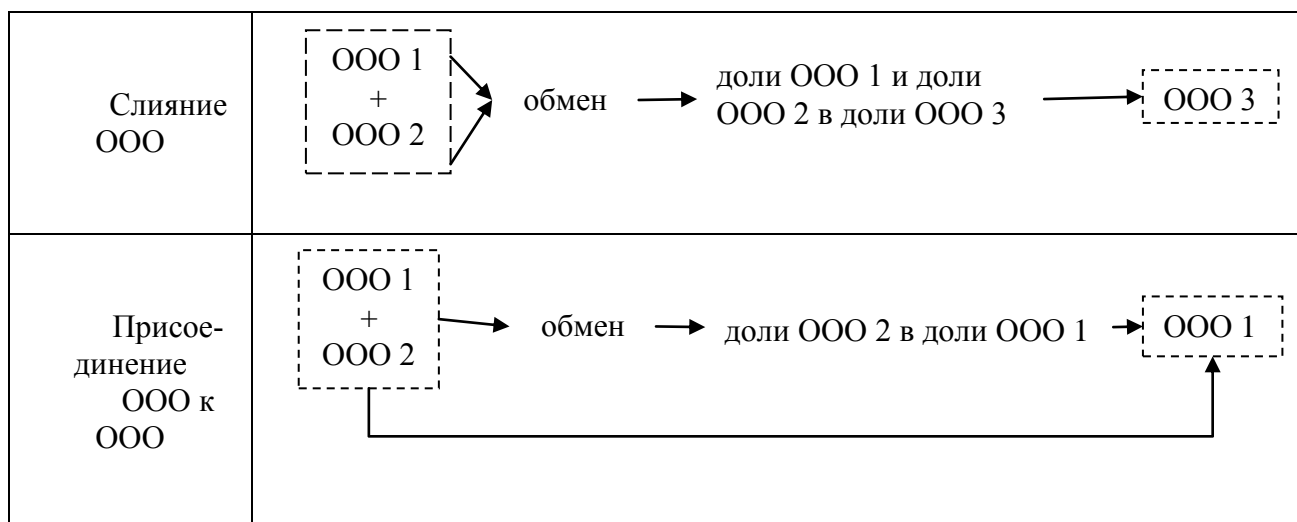 Слияние
ООО
ООО 1
+
ООО 2
обмен
доли ООО 1 и доли
ООО 2 в доли ООО 3
ООО 3
Присое-
динение
ООО к
ООО
ООО 1
+
ООО 2
обмен
доли ООО 2 в доли ООО 1
ООО 1